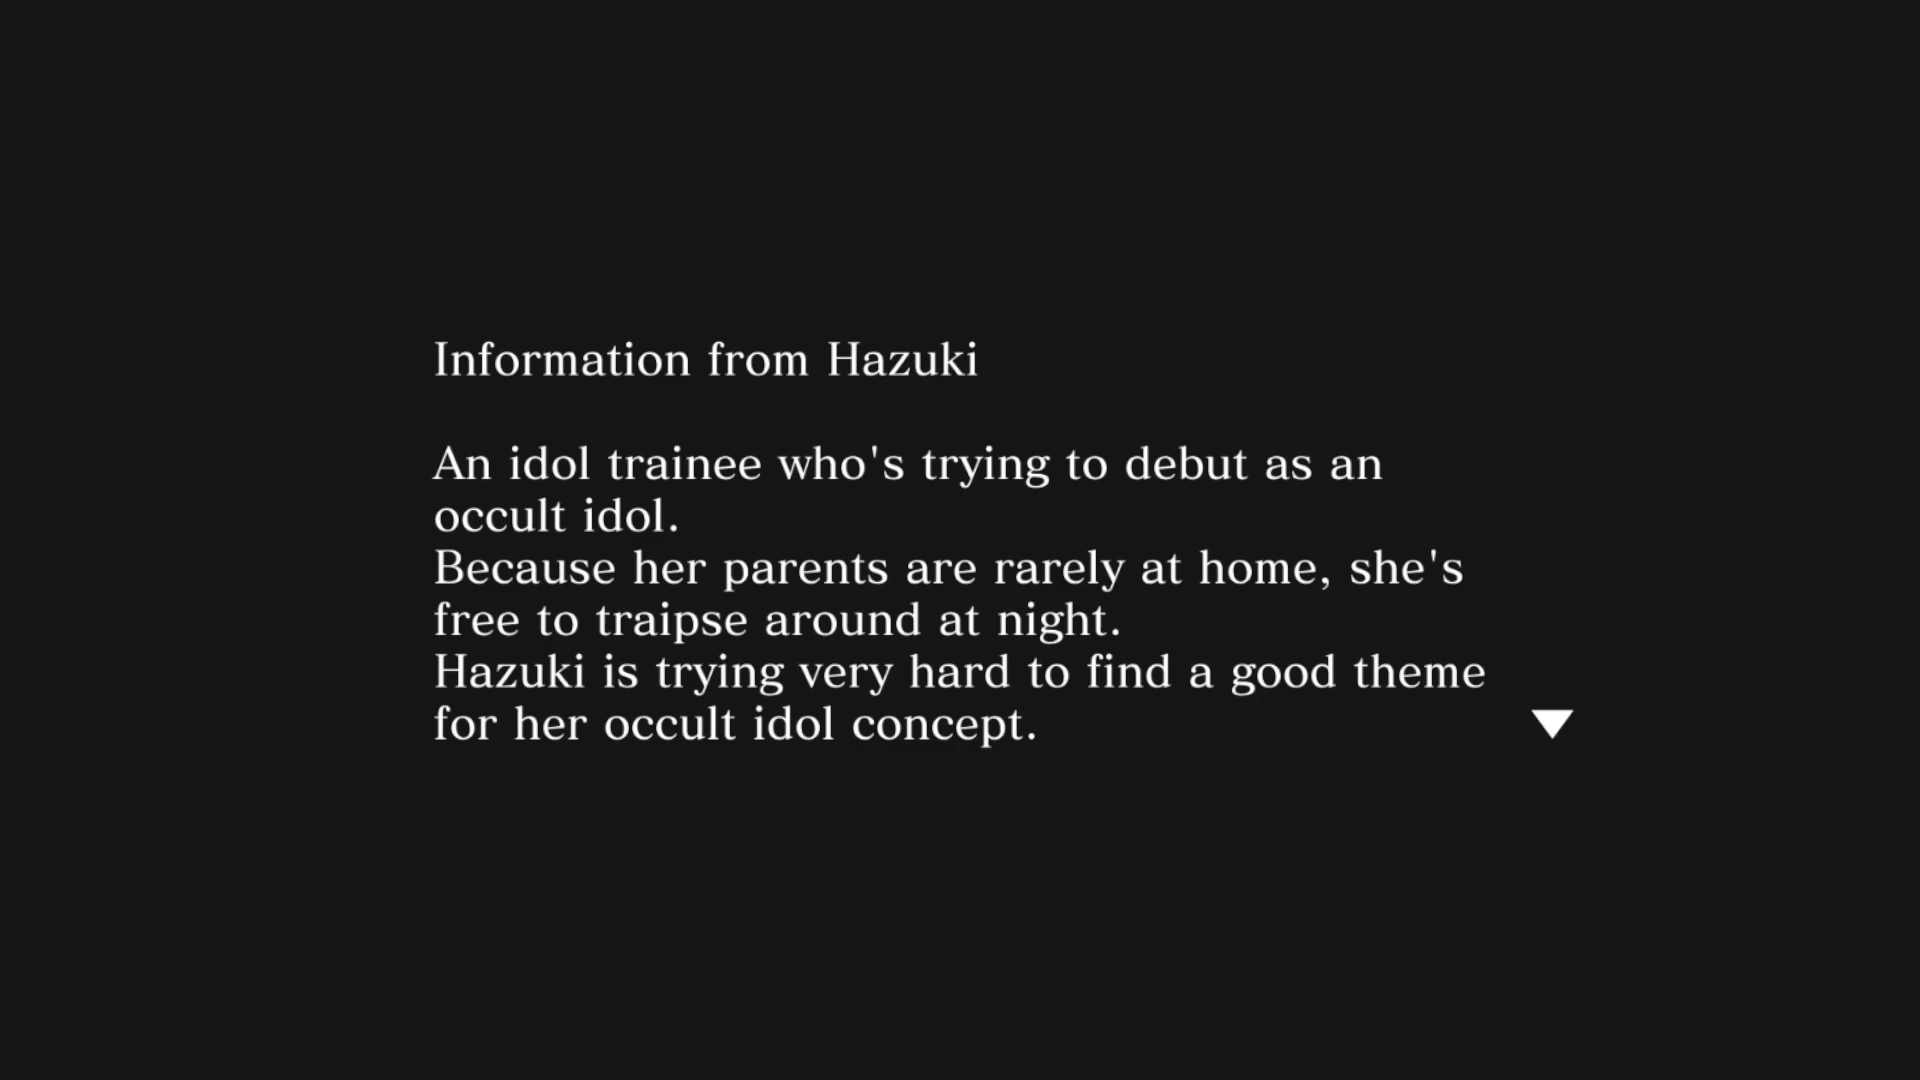 Information from Hazuki
An idol trainee who's trying to debut as an
occult idol.
Because her parents are rarely at home, she's
free to traipse around at night.
Hazuki is trying very hard to find a good theme
for her occult idol concept.